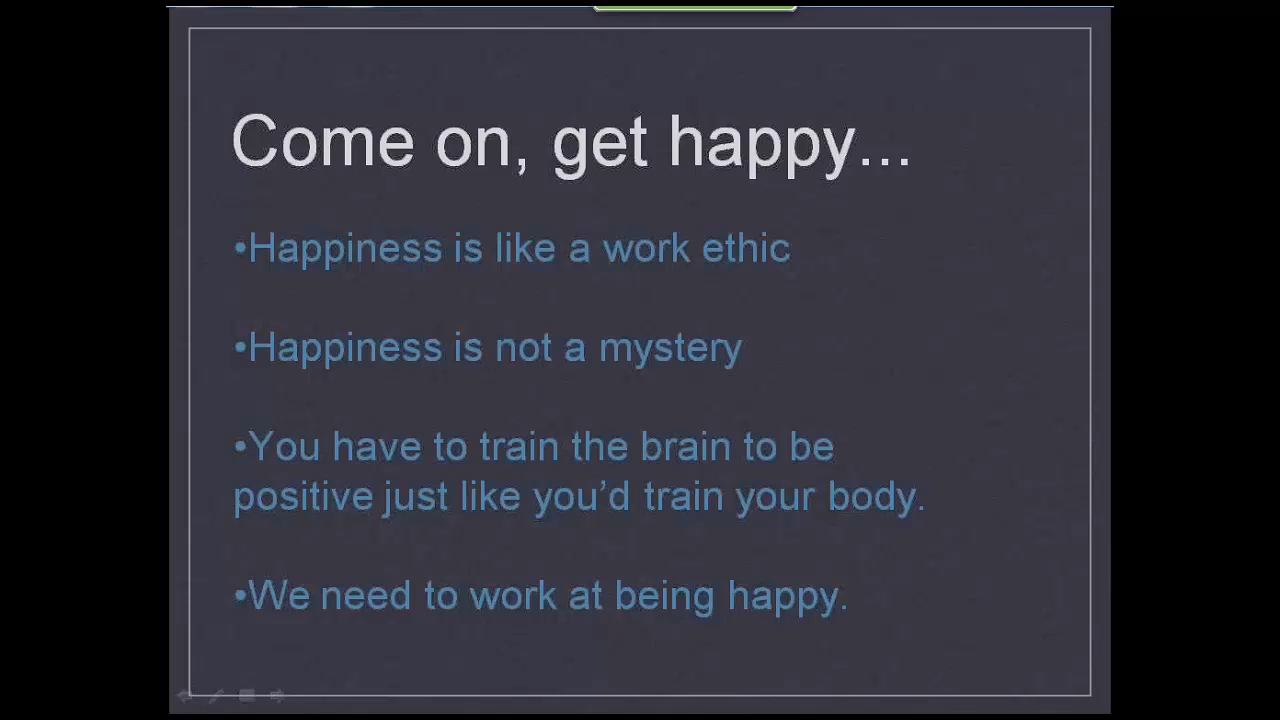 Come on, get happy...
•Happiness is like a work ethic
•Happiness is not a mystery
•You have to train the brain to be
positive just like you’d train your body.
•We need to work at being happy.